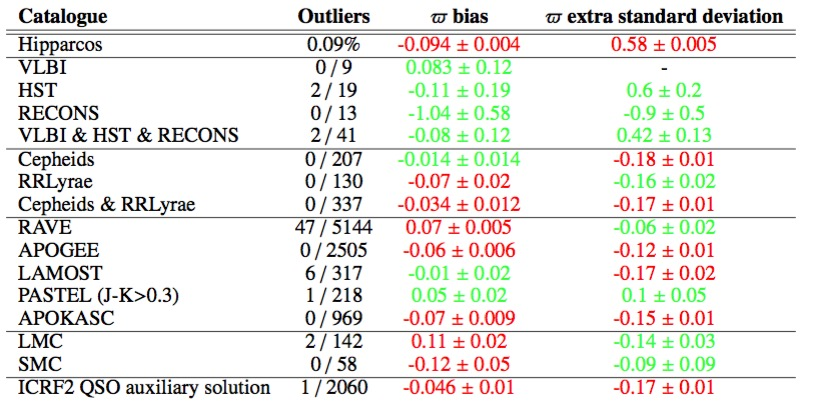 Catalogue Outliers ϖ bias ϖ extra standard deviation
Hipparcos 0.09% -0.094 ± 0.004 0.58 ± 0.005
VLBI 0 / 9 0.083 ± 0.12 -
HST 2 / 19 -0.11 ± 0.19 0.6 ± 0.2
RECONS 0 / 13 -1.04 ± 0.58 -0.9 ± 0.5
VLBI & HST & RECONS 2 / 41 -0.08 ± 0.12 0.42 ± 0.13
Cepheids 0 / 207 -0.014 ± 0.014 -0.18 ± 0.01
RRLyrae 0 / 130 -0.07 ± 0.02 -0.16 ± 0.02
Cepheids & RRLyrae 0 / 337 -0.034 ± 0.012 -0.17 ± 0.01
RAVE 47 / 5144 0.07 ± 0.005 -0.06 ± 0.02
APOGEE 0 / 2505 -0.06 ± 0.006 -0.12 ± 0.01
LAMOST 6 / 317 -0.01 ± 0.02 -0.17 ± 0.02
PASTEL (J-K>0.3) 1 / 218 0.05 ± 0.02 0.1 ± 0.05
APOKASC 0 / 969 -0.07 ± 0.009 -0.15 ± 0.01
LMC 2 / 142 0.11 ± 0.02 -0.14 ± 0.03
SMC 0 / 58 -0.12 ± 0.05 -0.09 ± 0.09
ICRF2 QSO auxiliary solution 1 / 2060 -0.046 ± 0.01 -0.17 ± 0.01